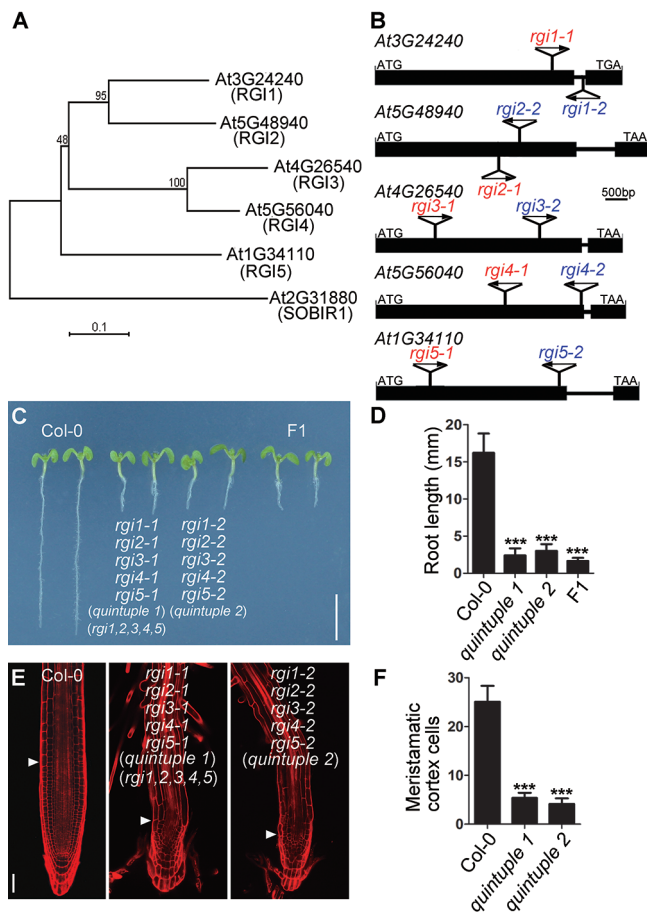 A
At3G24240
(RGI1)
95
At5G48940
(RGI2)
48
At4G26540
(RGI3)
100
At5G56040
(RGI4)
At1G34110
(RGI5)
At2G31880
(SOBIR1)
0.1
B
At3G24240
rgi1-1
ATG
TGA
rgi1-2
At5G48940
rgi2-2
ATG
TAA
rgi2-1
At4G26540
500bp
rgi3-1
rgi3-2
ATG
TAA
At5G56040
rgi4-1
rgi4-2
ATG
TAA
At1G34110
rgi5-1
rgi5-2
ATG
TAA
C
Col-0
F1
rgi1-1 rgi1-2
rgi2-1 rgi2-2
rgi3-1 rgi3-2
rgi4-1 rgi4-2
rgi5-1 rgi5-2
(quintuple 1) (quintuple 2)
(rgi1,2,3,4,5)
D
Root length (mm)
20
15
10
5
0
***
***
***
Col-0
quintuple 1
quintuple 2
F1
E
Col-0
rgi1-1
rgi2-1
rgi3-1
rgi4-1
rgi5-1
(quintuple 1)
(rgi1,2,3,4,5)
rgi1-2
rgi2-2
rgi3-2
rgi4-2
rgi5-2
(quintuple 2)
F
Meristamatic
cortex cells
30
20
10
0
***
***
Col-0
quintuple 1
quintuple 2